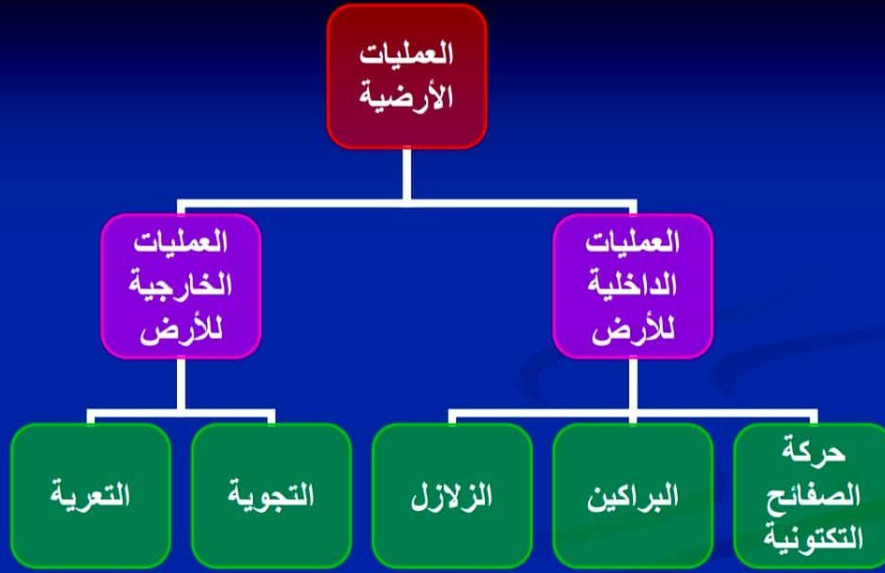 العمليات
الأرضية
العمليات
الداخلية
للأرض
العمليات
الخارجية
للأرض
حركة
الصفائح
التكتونية
البراكين
الزلازل
التجوية
التعرية